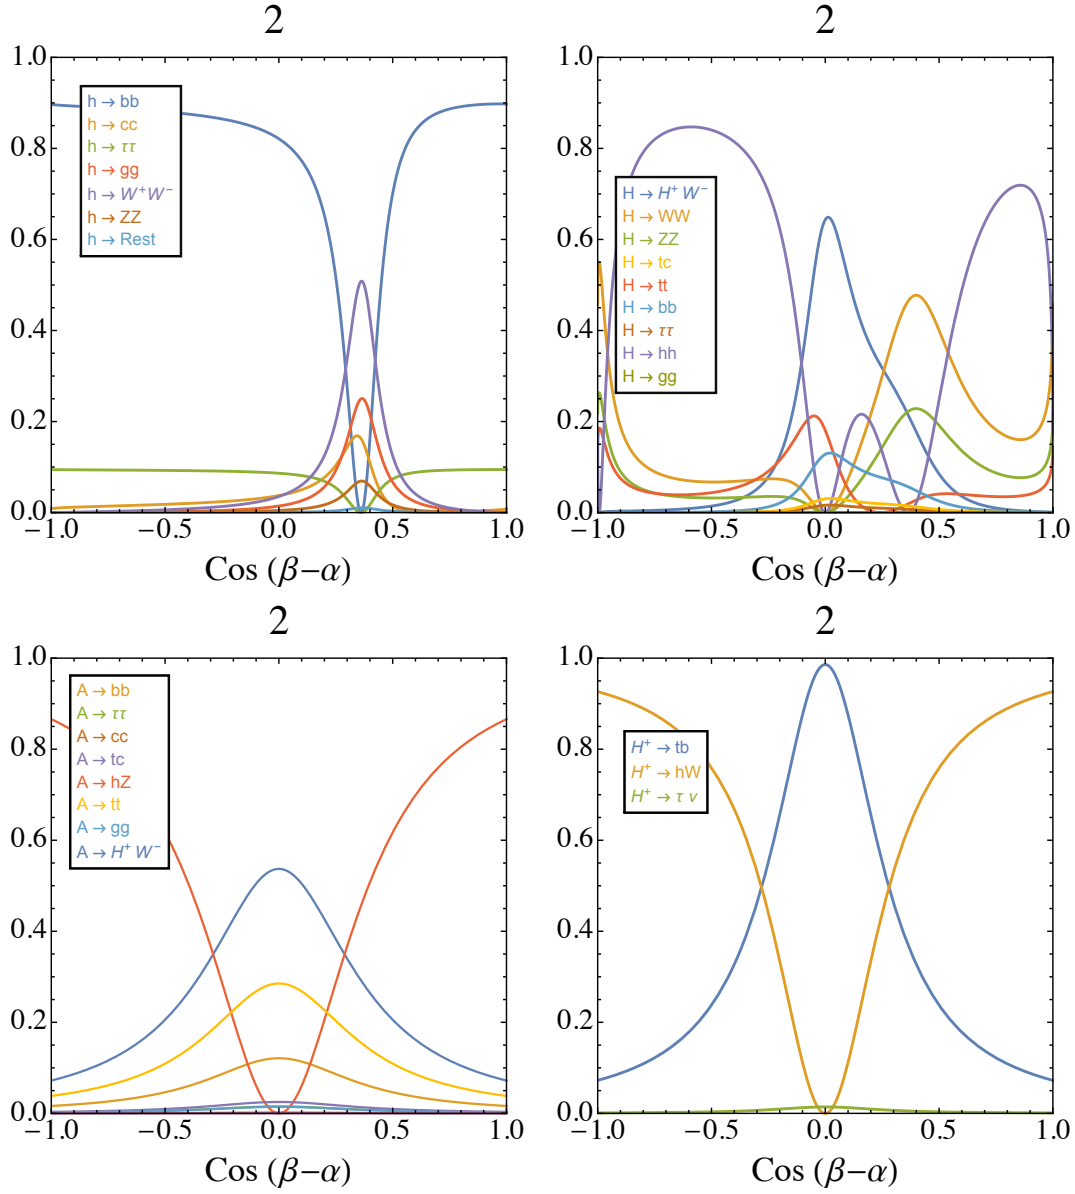 2
1.0
0.8
0.6
0.4
0.2
0.0
−1.0 −0.5 0.0 0.5 1.0
Cos (β−α)
h → bb
h → cc
h → ττ
h → gg
h → W⁺W⁻
h → ZZ
h → Rest
2
1.0
0.8
0.6
0.4
0.2
0.0
−1.0 −0.5 0.0 0.5 1.0
Cos (β−α)
H → H⁺ W⁻
H → WW
H → ZZ
H → tc
H → tt
H → bb
H → ττ
H → hh
H → gg
2
1.0
0.8
0.6
0.4
0.2
0.0
−1.0 −0.5 0.0 0.5 1.0
Cos (β−α)
A → bb
A → ττ
A → cc
A → tc
A → hZ
A → tt
A → gg
A → H⁺ W⁻
2
1.0
0.8
0.6
0.4
0.2
0.0
−1.0 −0.5 0.0 0.5 1.0
Cos (β−α)
H⁺ → tb
H⁺ → hW
H⁺ → τ ν